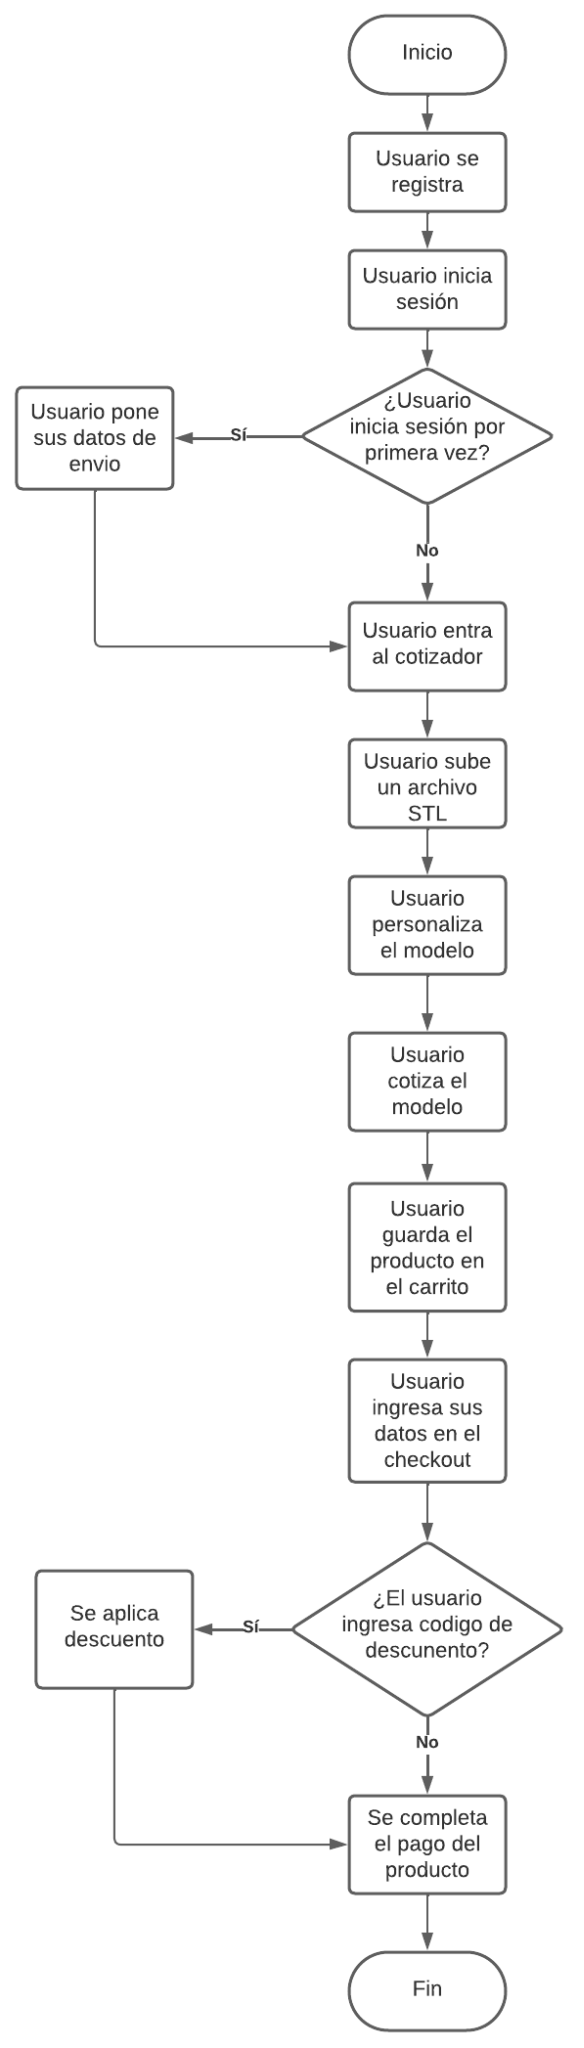 Inicio
Usuario se
registra
Usuario inicia
sesión
¿Usuario
inicia sesión por
primera vez?
Sí
Usuario pone
sus datos de
envio
No
Usuario entra
al cotizador
Usuario sube
un archivo
STL
Usuario
personaliza
el modelo
Usuario
cotiza el
modelo
Usuario
guarda el
producto en
el carrito
Usuario
ingresa sus
datos en el
checkout
¿El usuario
ingresa codigo de
descunento?
Sí
Se aplica
descuento
No
Se completa
el pago del
producto
Fin